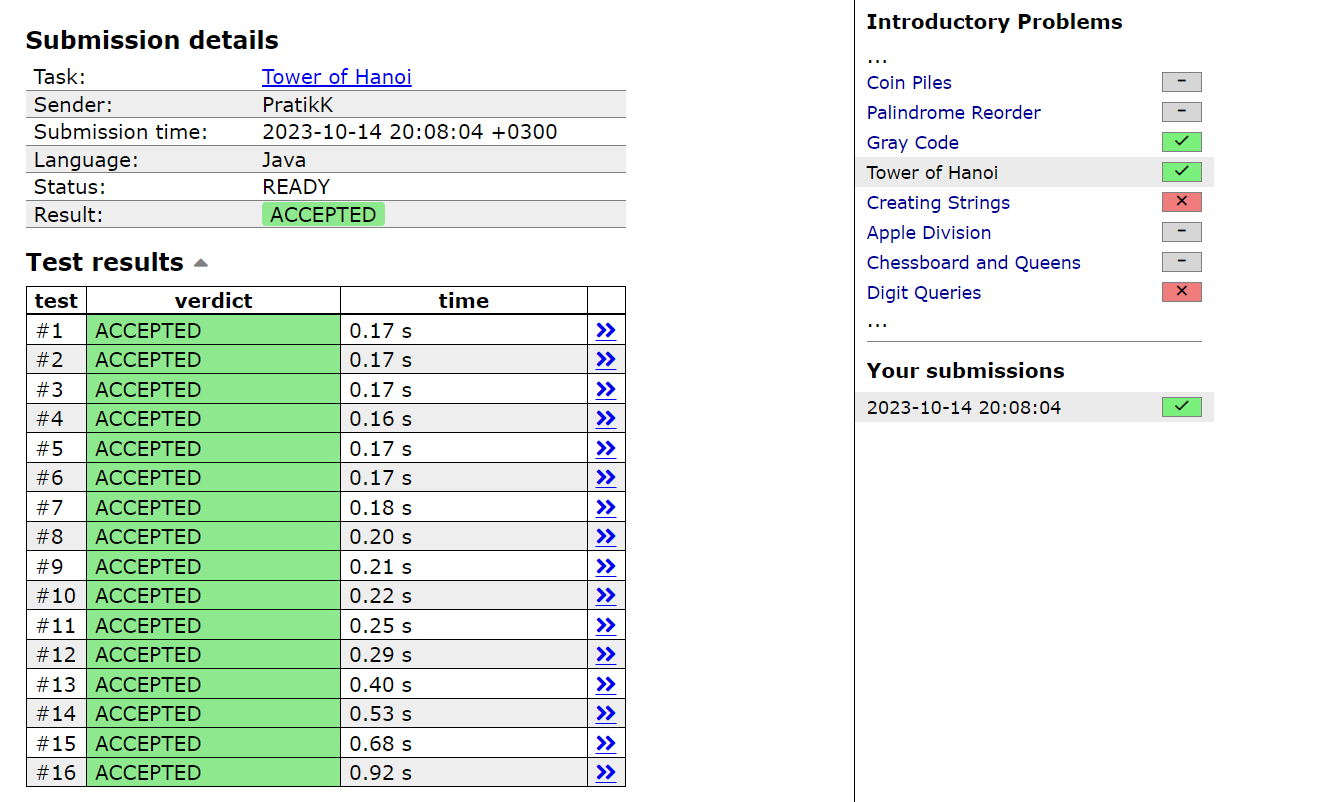 Submission details
Task: Tower of Hanoi
Sender: PratikK
Submission time: 2023-10-14 20:08:04 +0300
Language: Java
Status: READY
Result: ACCEPTED
Test results
test verdict time
#1 ACCEPTED 0.17 s »
#2 ACCEPTED 0.17 s »
#3 ACCEPTED 0.17 s »
#4 ACCEPTED 0.16 s »
#5 ACCEPTED 0.17 s »
#6 ACCEPTED 0.17 s »
#7 ACCEPTED 0.18 s »
#8 ACCEPTED 0.20 s »
#9 ACCEPTED 0.21 s »
#10 ACCEPTED 0.22 s »
#11 ACCEPTED 0.25 s »
#12 ACCEPTED 0.29 s »
#13 ACCEPTED 0.40 s »
#14 ACCEPTED 0.53 s »
#15 ACCEPTED 0.68 s »
#16 ACCEPTED 0.92 s »
Introductory Problems
...
Coin Piles –
Palindrome Reorder –
Gray Code ✓
Tower of Hanoi ✓
Creating Strings ✕
Apple Division –
Chessboard and Queens –
Digit Queries ✕
...
Your submissions
2023-10-14 20:08:04 ✓